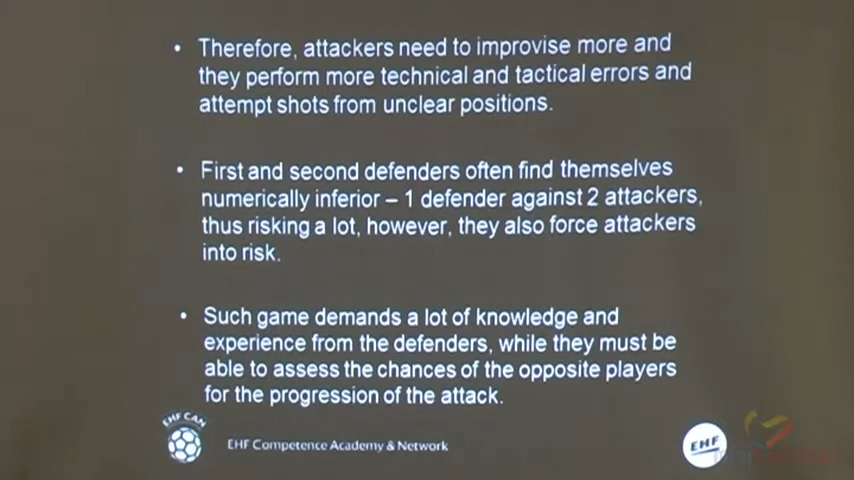 • Therefore, attackers need to improvise more and
they perform more technical and tactical errors and
attempt shots from unclear positions.
• First and second defenders often find themselves
numerically inferior – 1 defender against 2 attackers,
thus risking a lot, however, they also force attackers
into risk.
• Such game demands a lot of knowledge and
experience from the defenders, while they must be
able to assess the chances of the opposite players
for the progression of the attack.
EHF CAN
EHF Competence Academy & Network
EHF